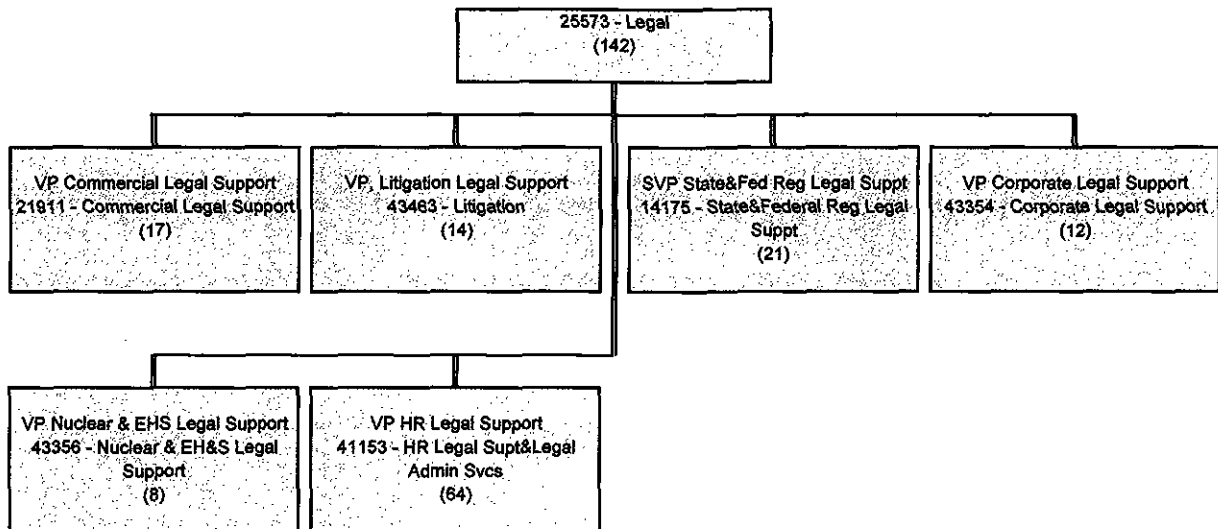 25573 - Legal
(142)
VP Commercial Legal Support
21911 - Commercial Legal Support
(17)
VP, Litigation Legal Support
43463 - Litigation
(14)
SVP State&Fed Reg Legal Suppt
14175 - State&Federal Reg Legal
Suppt
(21)
VP Corporate Legal Support
43354 - Corporate Legal Support
(12)
VP Nuclear & EHS Legal Support
43356 - Nuclear & EH&S Legal
Support
(8)
VP HR Legal Support
41153 - HR Legal Supt&Legal
Admin Svcs
(64)